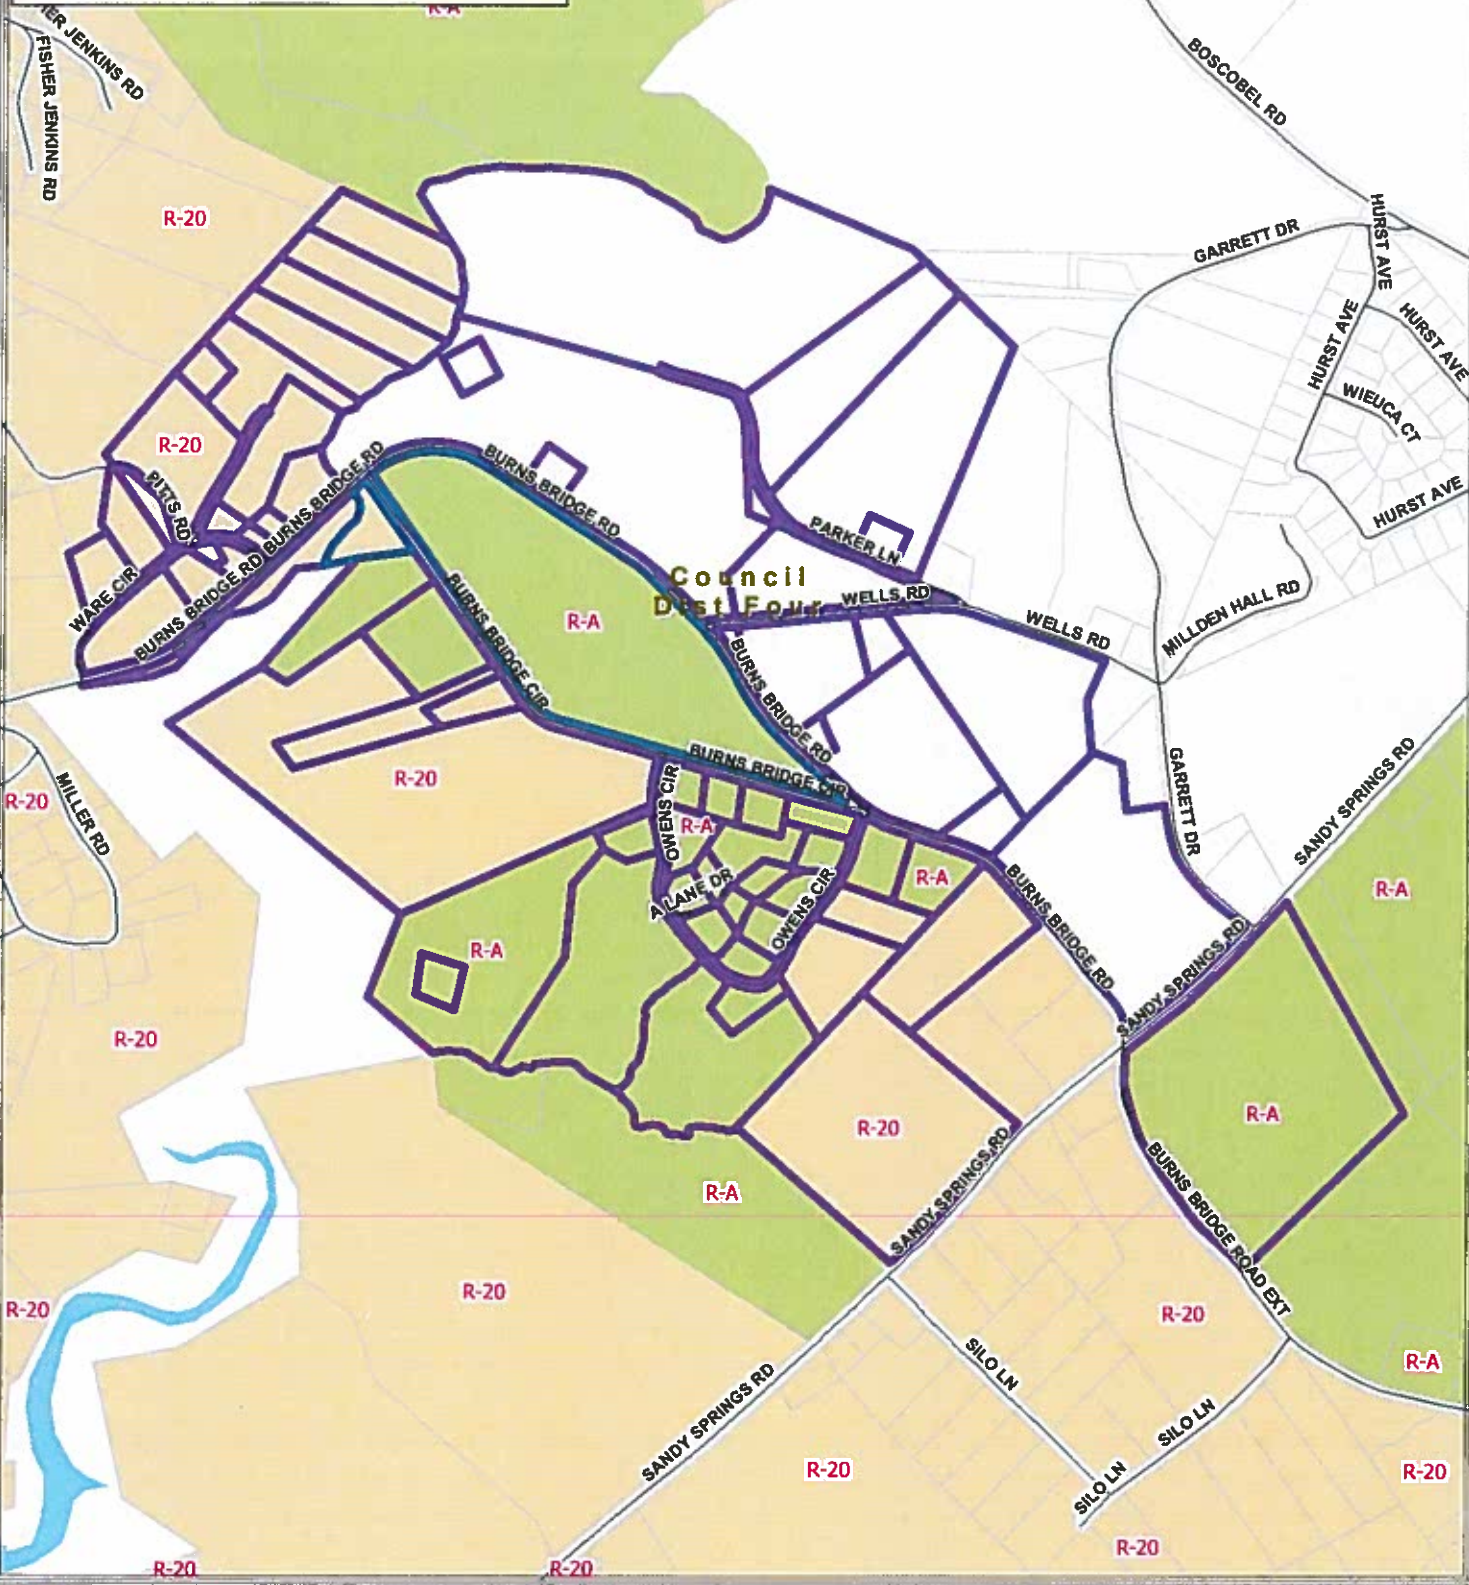 R-A
JENKINS RD
FISHER JENKINS RD
BOSCOBEL RD
R-20
HURST AVE
GARRETT DR
HURST AVE
HURST AVE
WIEUCA CT
HURST AVE
R-20
PITTS RD
BURNS BRIDGE RD
BURNS BRIDGE RD
PARKER LN
Council
Dist Four
WELLS RD
WARE CIR
BURNS BRIDGE RD
BURNS BRIDGE CIR
R-A
WELLS RD
MILLDEN HALL RD
BURNS BRIDGE RD
BURNS BRIDGE CIR
R-20
R-20
MILLER RD
OWENS CIR
R-A
GARRETT DR
SANDY SPRINGS RD
A LANE DR
OWENS CIR
R-A
BURNS BRIDGE RD
R-A
R-A
SANDY SPRINGS RD
R-20
R-20
R-A
R-A
SANDY SPRINGS RD
BURNS BRIDGE ROAD EXT
R-20
R-20
R-20
SILO LN
R-A
SANDY SPRINGS RD
SILO LN
R-20
SILO LN
R-20
R-20
R-20
R-20